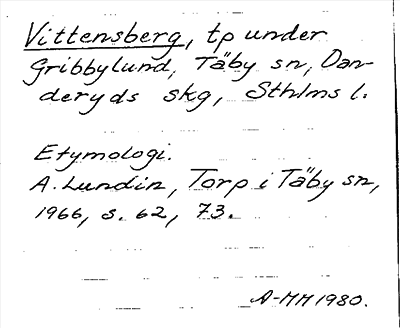 Vittensberg, tp under
Gribbylund, Täby sn, Dan-
deryds skg, Sthlms l.
Etymologi.
A. Lundin, Torp i Täby sn,
1966, s. 62, 73.
A-MM 1980.